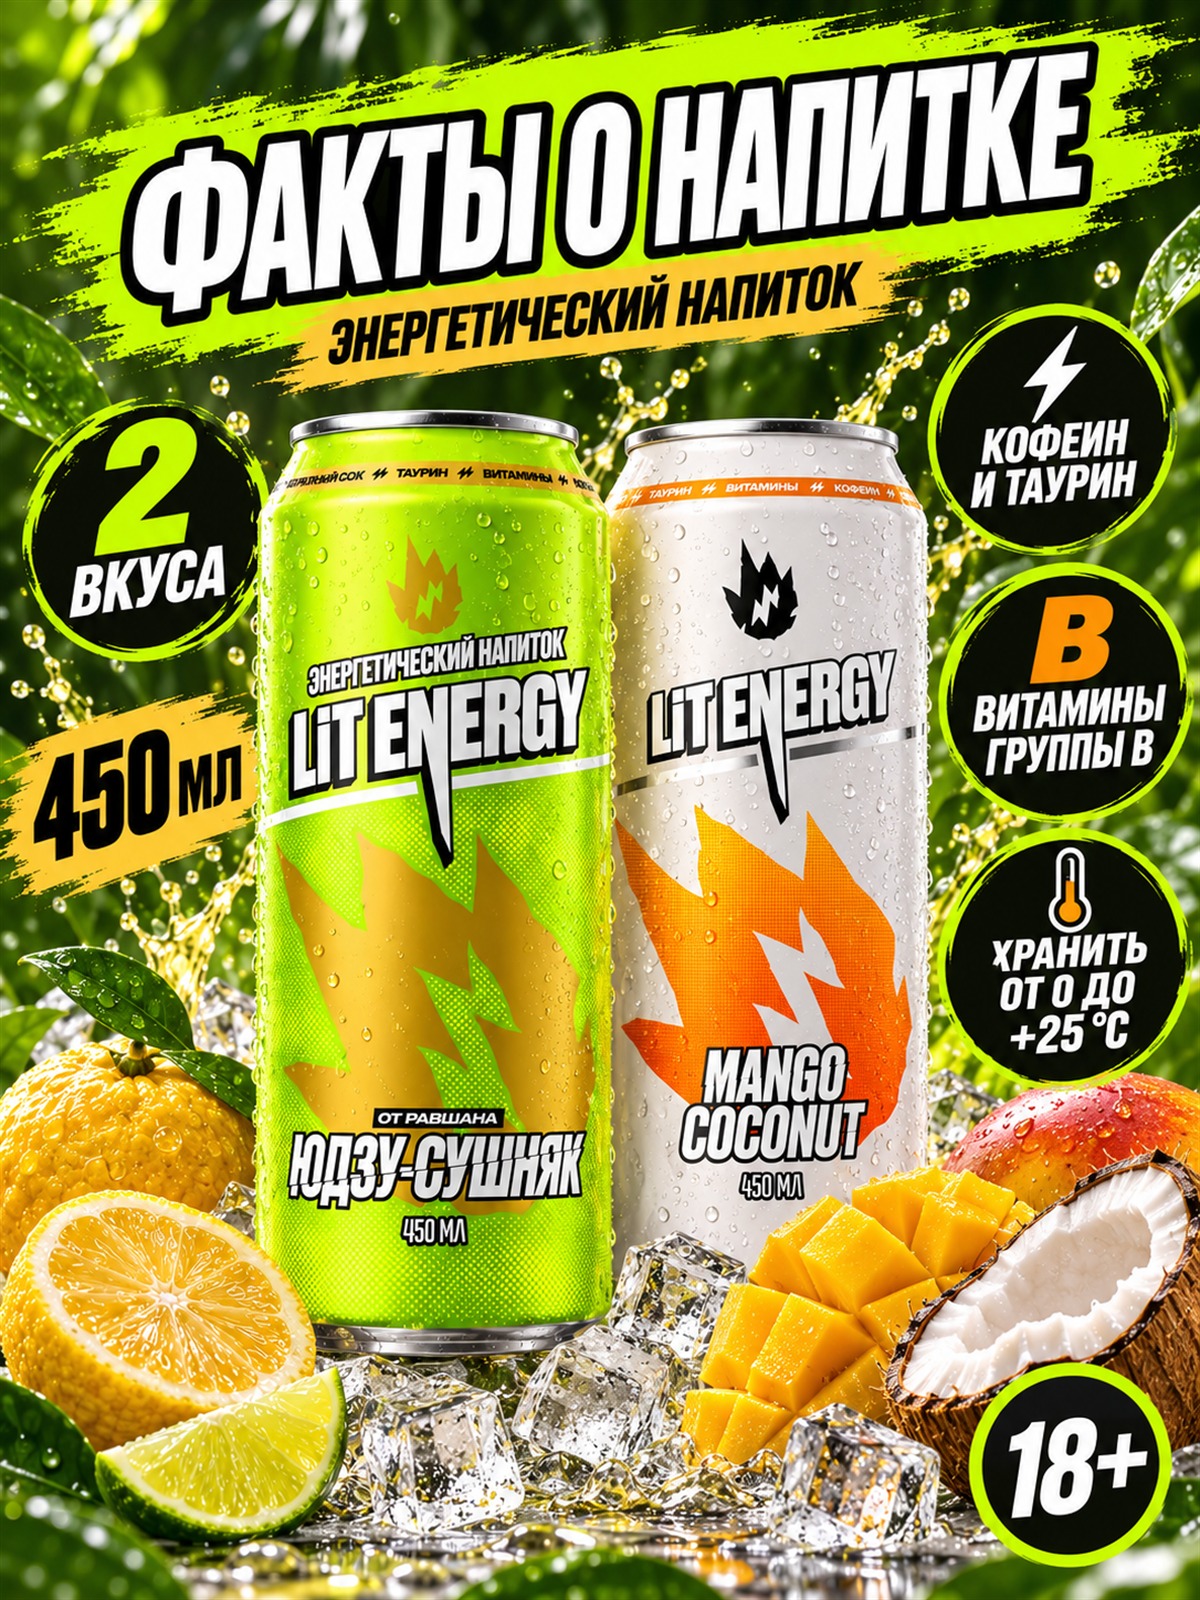 ФАКТЫ О НАПИТКЕ
ЭНЕРГЕТИЧЕСКИЙ НАПИТОК
2
ВКУСА
450 МЛ
КОФЕИН
И ТАУРИН
B
ВИТАМИНЫ
ГРУППЫ B
ХРАНИТЬ
ОТ 0 ДО
+25 °C
СОК ТАУРИН ВИТАМИНЫ
ЭНЕРГЕТИЧЕСКИЙ НАПИТОК
LiT ENERGY
ОТ РАВШАНА
ЮДЗУ-СУШНЯК
450 МЛ
ТАУРИН ВИТАМИНЫ КОФЕИН
LiT ENERGY
MANGO
COCONUT
450 МЛ
18+